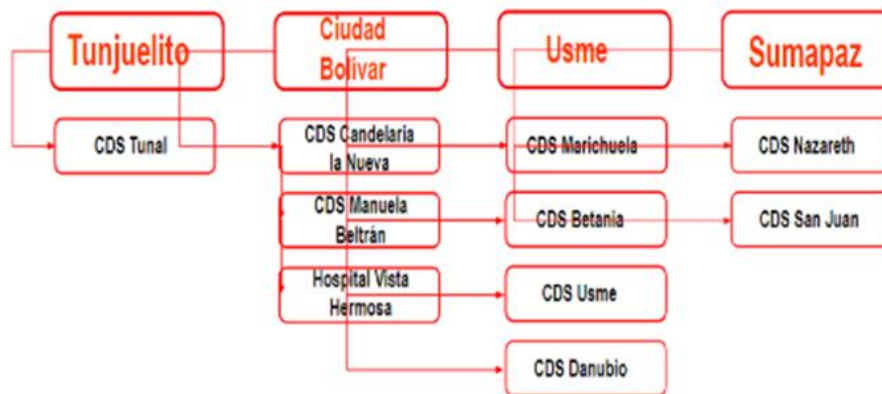 Tunjuelito
Ciudad
Bolívar
Usme
Sumapaz
CDS Tunal
CDS Candelaria
la Nueva
CDS Marichuela
CDS Nazareth
CDS Manuela
Beltrán
CDS Betania
CDS San Juan
Hospital Vista
Hermosa
CDS Usme
CDS Danubio